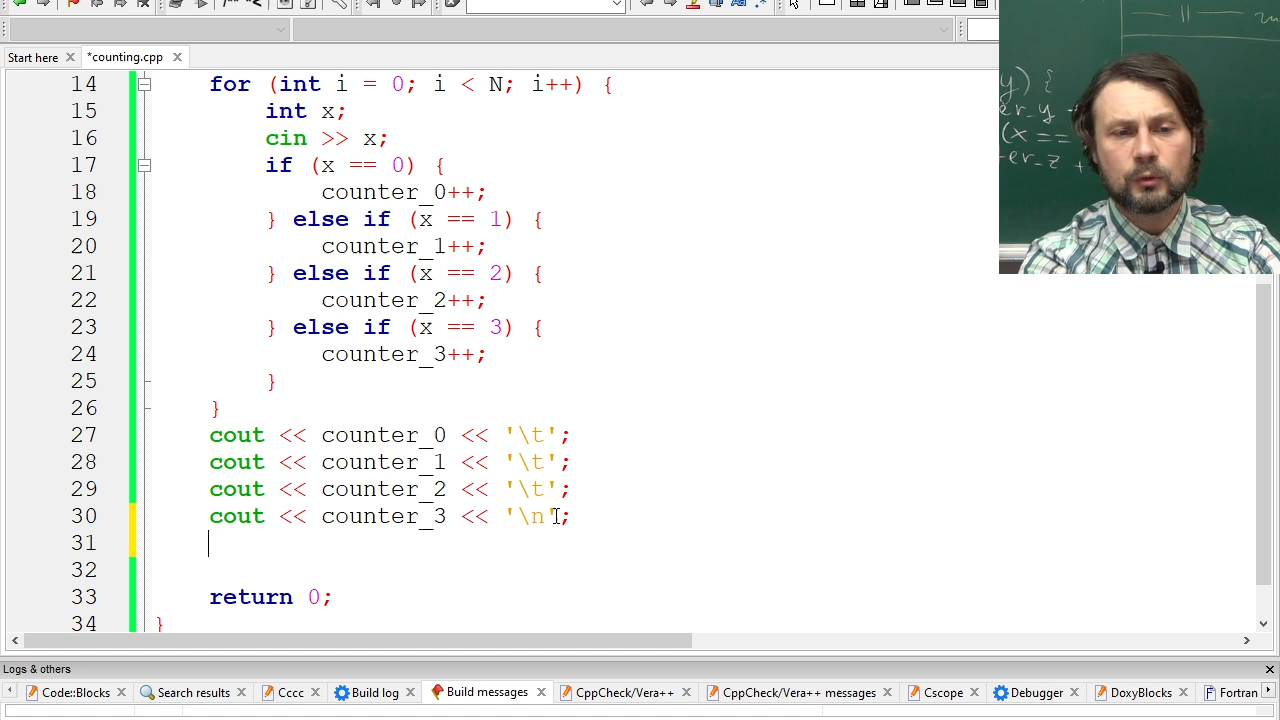 Start here
*counting.cpp
14 for (int i = 0; i < N; i++) {
15 int x;
16 cin >> x;
17 if (x == 0) {
18 counter_0++;
19 } else if (x == 1) {
20 counter_1++;
21 } else if (x == 2) {
22 counter_2++;
23 } else if (x == 3) {
24 counter_3++;
25 }
26 }
27 cout << counter_0 << '\t';
28 cout << counter_1 << '\t';
29 cout << counter_2 << '\t';
30 cout << counter_3 << '\n';
31
32
33 return 0;
34 }
y) {
er_y
(x ==
er_z +
Logs & others
Code::Blocks
Search results
Ccc
Build log
Build messages
CppCheck/Vera++
CppCheck/Vera++ messages
Cscope
Debugger
DoxyBlocks
Fortran